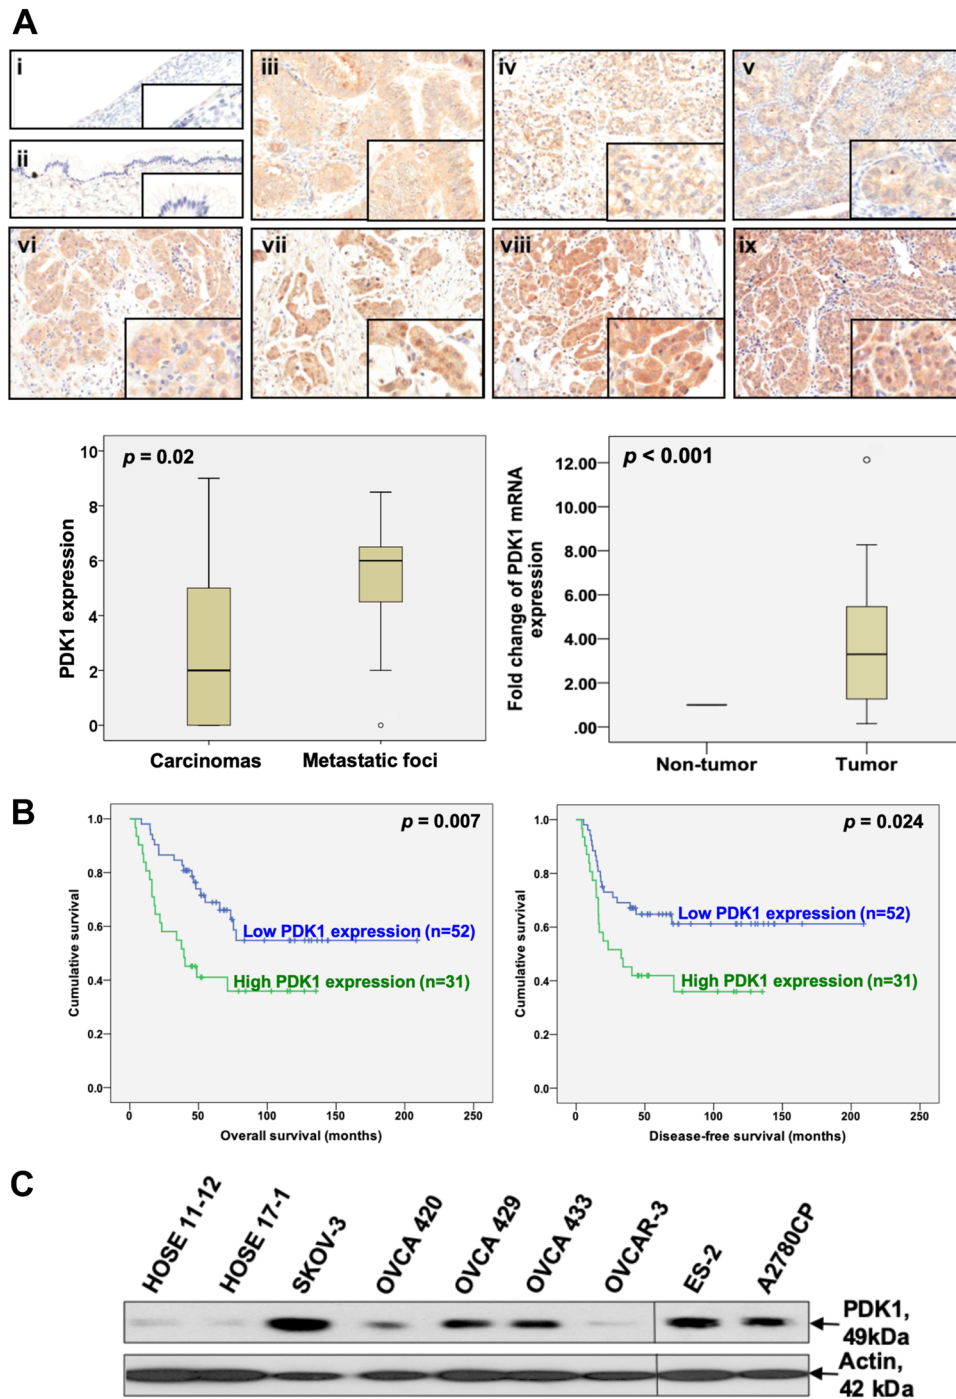 A
i
ii
iii
iv
v
vi
vii
viii
ix
p = 0.02
PDK1 expression
10
8
6
4
2
0
Carcinomas
Metastatic foci
p < 0.001
Fold change of PDK1 mRNA
expression
12.00
10.00
8.00
6.00
4.00
2.00
.00
Non-tumor
Tumor
B
p = 0.007
Cumulative survival
1.0
0.8
0.6
0.4
0.2
0.0
Low PDK1 expression (n=52)
High PDK1 expression (n=31)
0 50 100 150 200 250
Overall survival (months)
p = 0.024
Cumulative survival
1.0
0.8
0.6
0.4
0.2
0.0
Low PDK1 expression (n=52)
High PDK1 expression (n=31)
0 50 100 150 200 250
Disease-free survival (months)
C
HOSE 11-12
HOSE 17-1
SKOV-3
OVCA 420
OVCA 429
OVCA 433
OVCAR-3
ES-2
A2780CP
PDK1,
49kDa
Actin,
42 kDa